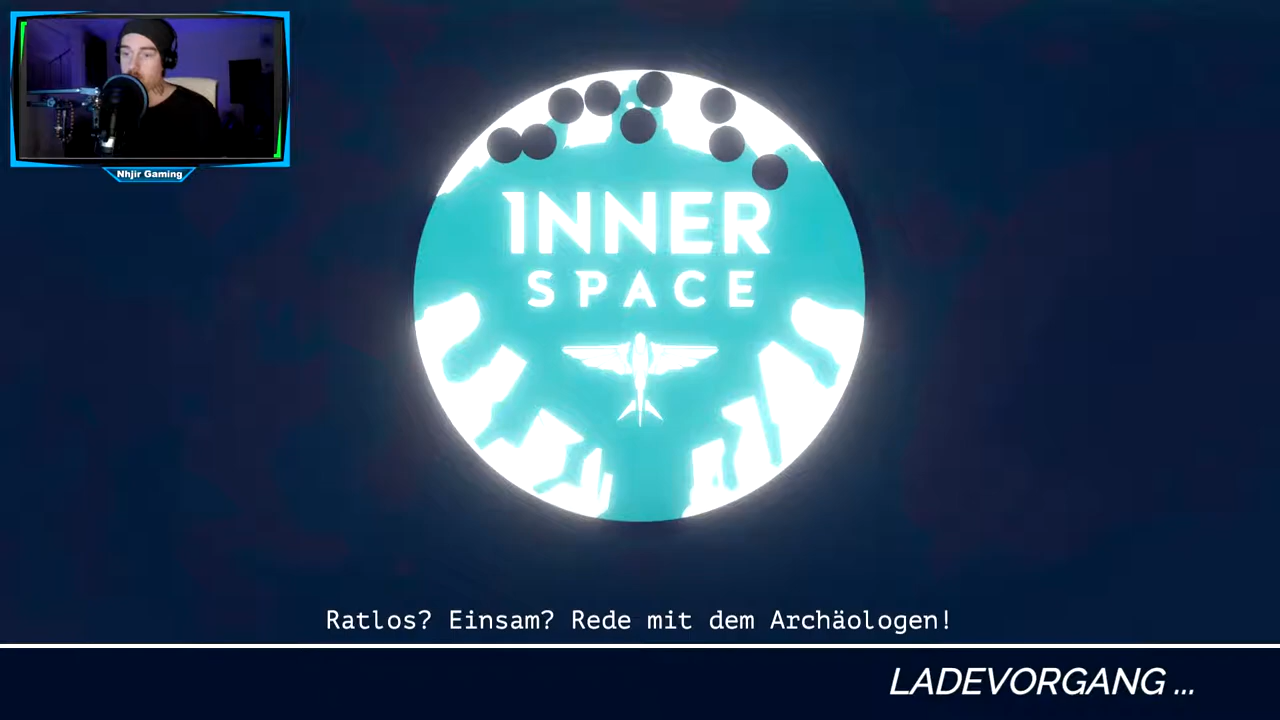 Nhjir Gaming
INNER
SPACE
Ratlos? Einsam? Rede mit dem Archäologen!
LADEVORGANG ...